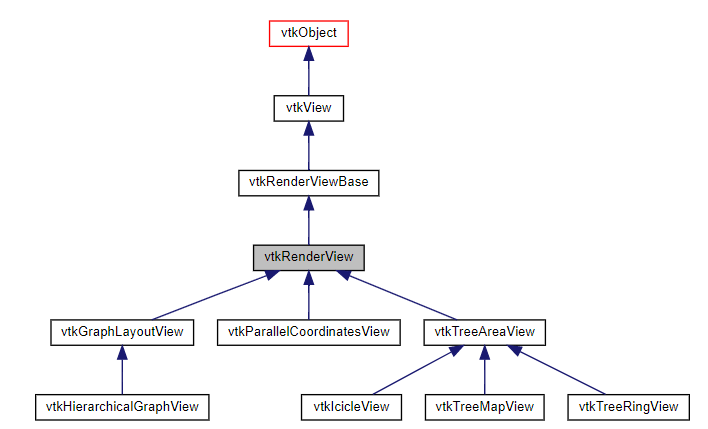 vtkObject
vtkView
vtkRenderViewBase
vtkRenderView
vtkGraphLayoutView
vtkParallelCoordinatesView
vtkTreeAreaView
vtkHierarchicalGraphView
vtkIcicleView
vtkTreeMapView
vtkTreeRingView